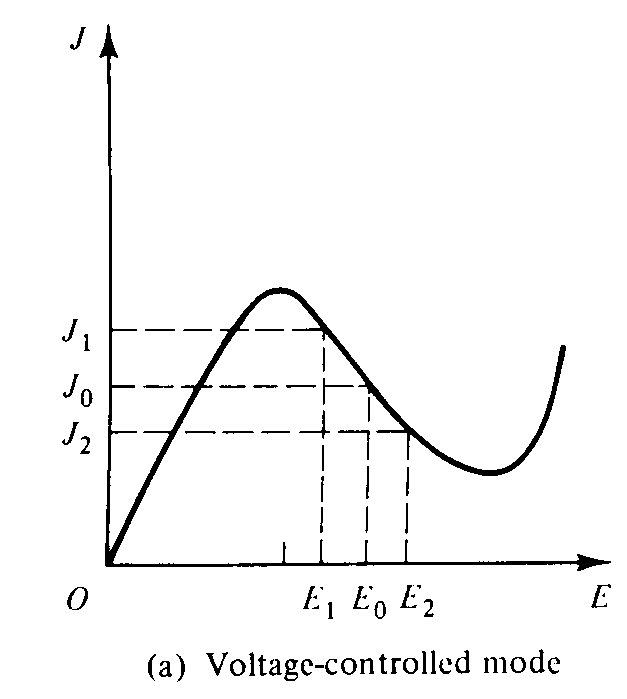 J
J1
J0
J2
O E1 E0 E2 E
(a) Voltage-controlled mode